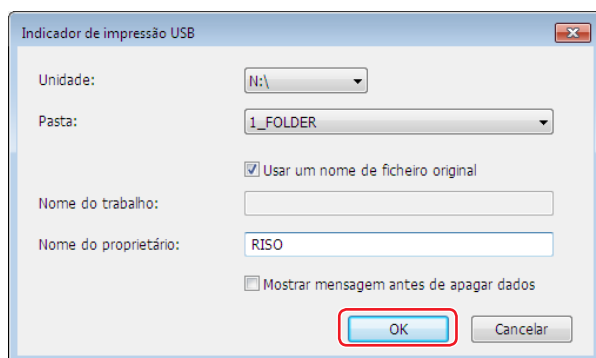 Indicador de impressão USB
Unidade: N:\
Pasta: 1_FOLDER
Usar um nome de ficheiro original
Nome do trabalho:
Nome do proprietário: RISO
Mostrar mensagem antes de apagar dados
OK Cancelar